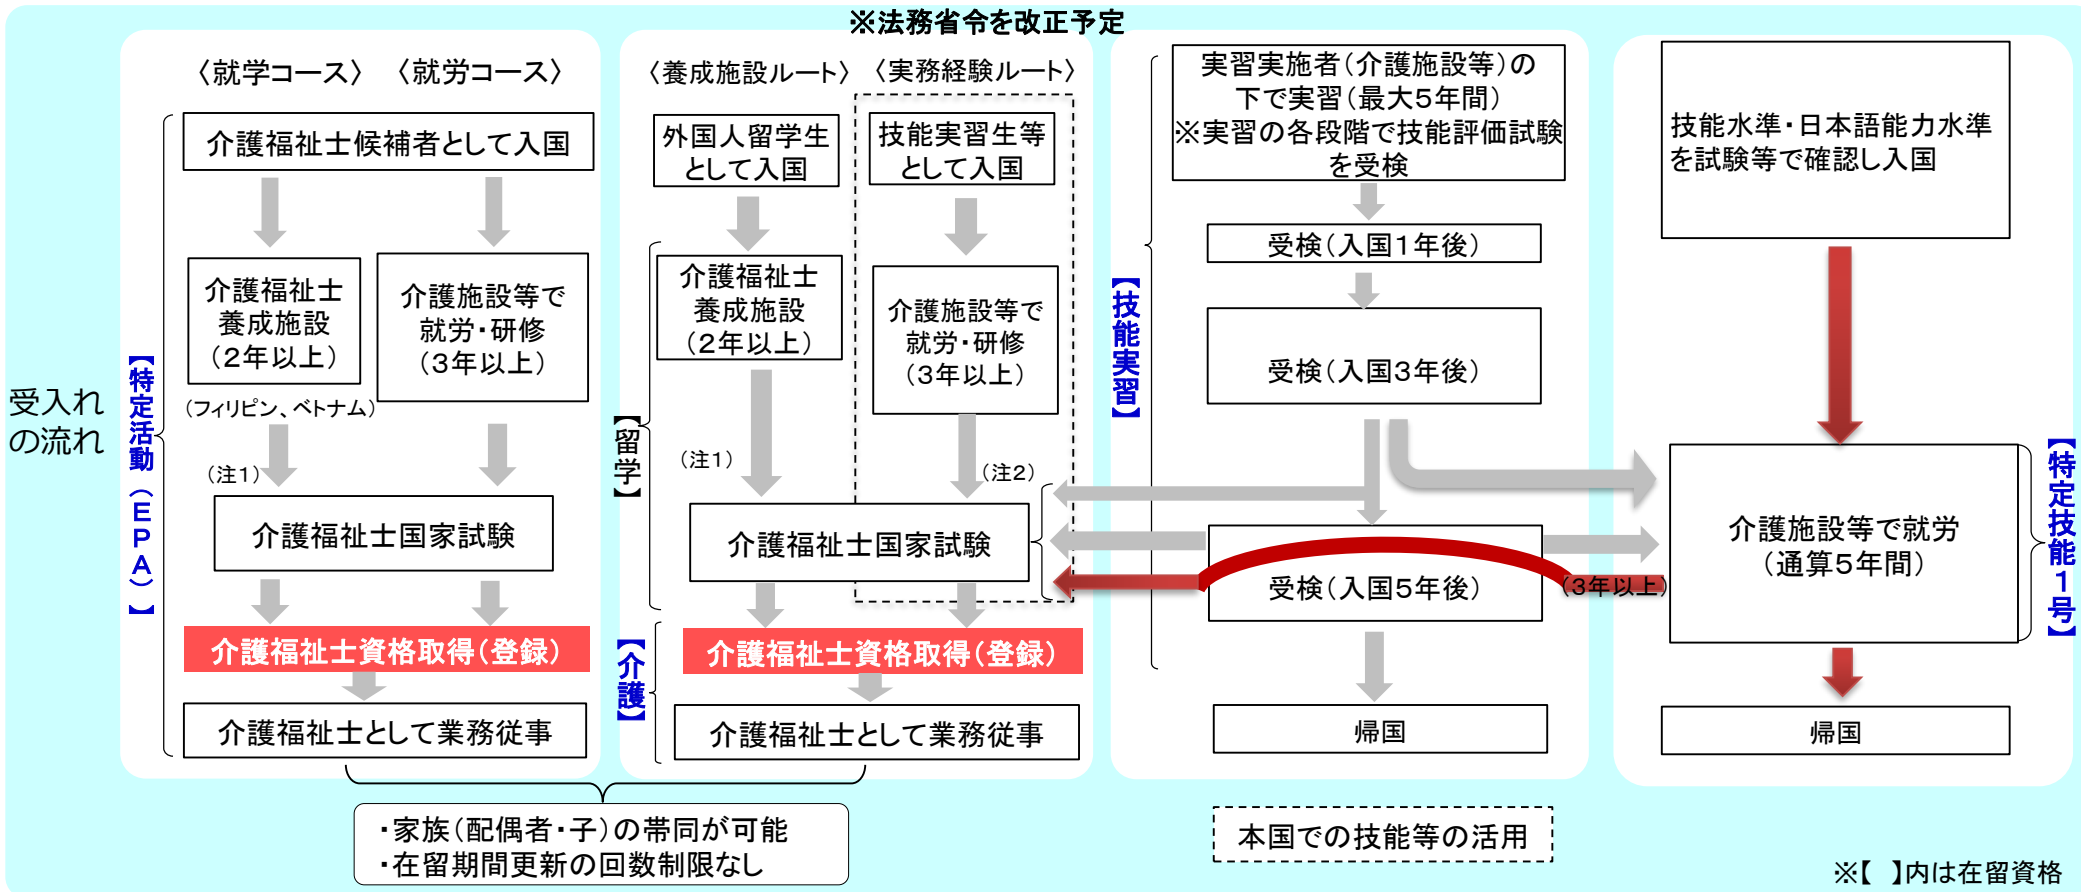 ※法務省令を改正予定
受入れ
の流れ
〈就学コース〉
〈就労コース〉
介護福祉士候補者として入国
介護福祉士
養成施設
（２年以上）
（フィリピン、ベトナム）
介護施設等で
就労・研修
（３年以上）
（注１）
介護福祉士国家試験
介護福祉士資格取得（登録）
介護福祉士として業務従事
【特定活動（ＥＰＡ）】
〈養成施設ルート〉
〈実務経験ルート〉
外国人留学生
として入国
技能実習生等
として入国
介護福祉士
養成施設
（２年以上）
介護施設等で
就労・研修
（３年以上）
（注１）
（注２）
介護福祉士国家試験
介護福祉士資格取得（登録）
介護福祉士として業務従事
【留学】
【介護】
・家族（配偶者・子）の帯同が可能
・在留期間更新の回数制限なし
実習実施者（介護施設等）の
下で実習（最大５年間）
※実習の各段階で技能評価試験
を受検
受検（入国１年後）
受検（入国３年後）
受検（入国５年後）
帰国
【技能実習】
本国での技能等の活用
技能水準・日本語能力水準
を試験等で確認し入国
介護施設等で就労
（通算５年間）
（３年以上）
帰国
【特定技能１号】
※【　】内は在留資格